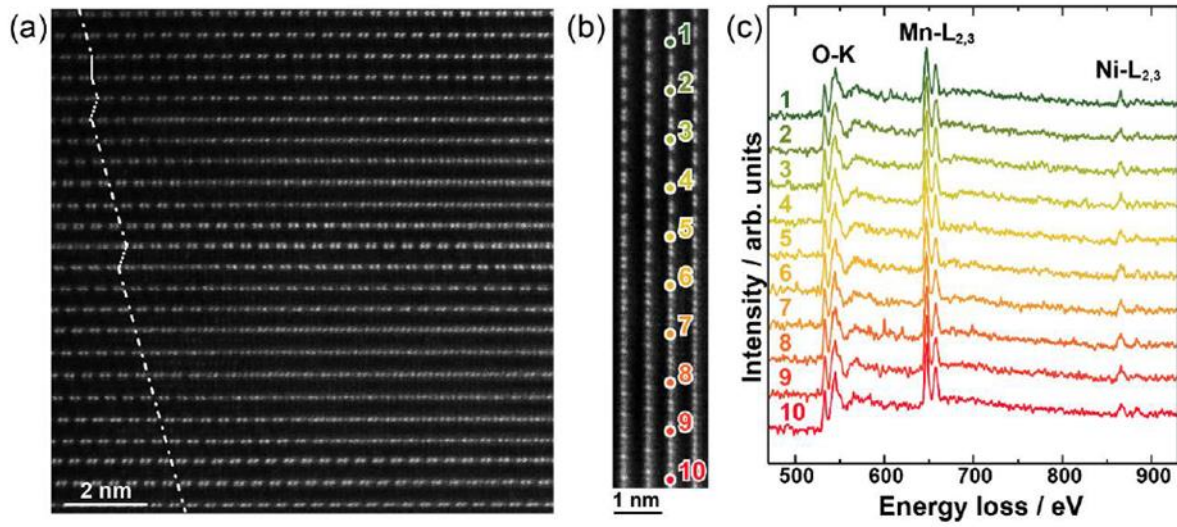 (a)
2 nm
(b)
1
2
3
4
5
6
7
8
9
10
1 nm
(c)
Mn-L2,3
O-K
Ni-L2,3
1
2
3
4
5
6
7
8
9
10
Intensity / arb. units
500 600 700 800 900
Energy loss / eV